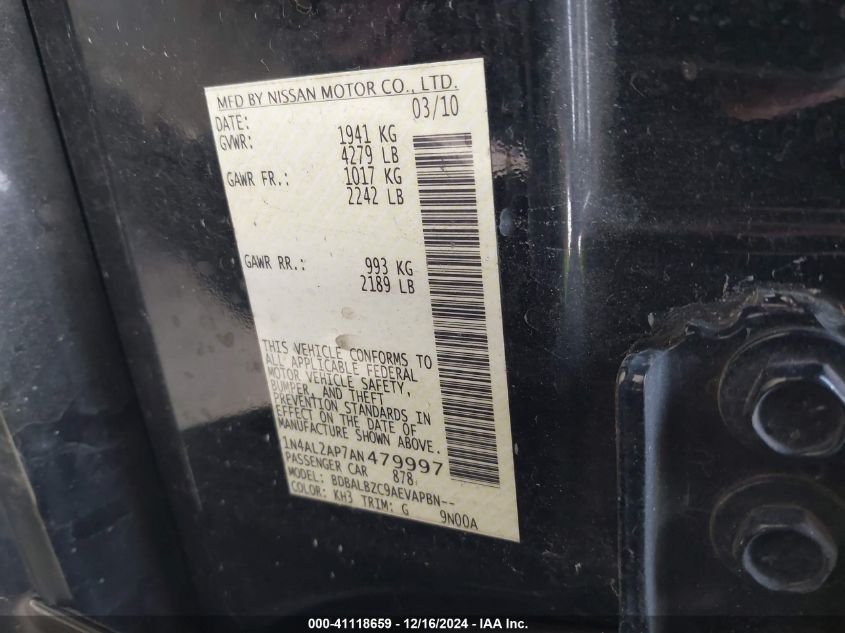 MFD BY NISSAN MOTOR CO., LTD.
DATE: 03/10
GVWR: 1941 KG
4279 LB
GAWR FR.: 1017 KG
2242 LB
GAWR RR.: 993 KG
2189 LB
THIS VEHICLE CONFORMS TO
ALL APPLICABLE FEDERAL
MOTOR VEHICLE SAFETY,
BUMPER, AND THEFT
PREVENTION STANDARDS IN
EFFECT ON THE DATE OF
MANUFACTURE SHOWN ABOVE.
1N4AL2AP7AN479997
PASSENGER CAR 878
MODEL: BDBALBZC9AEVAPBN--
COLOR: KH3 TRIM: G 9N00A
000-41118659 - 12/16/2024 - IAA Inc.